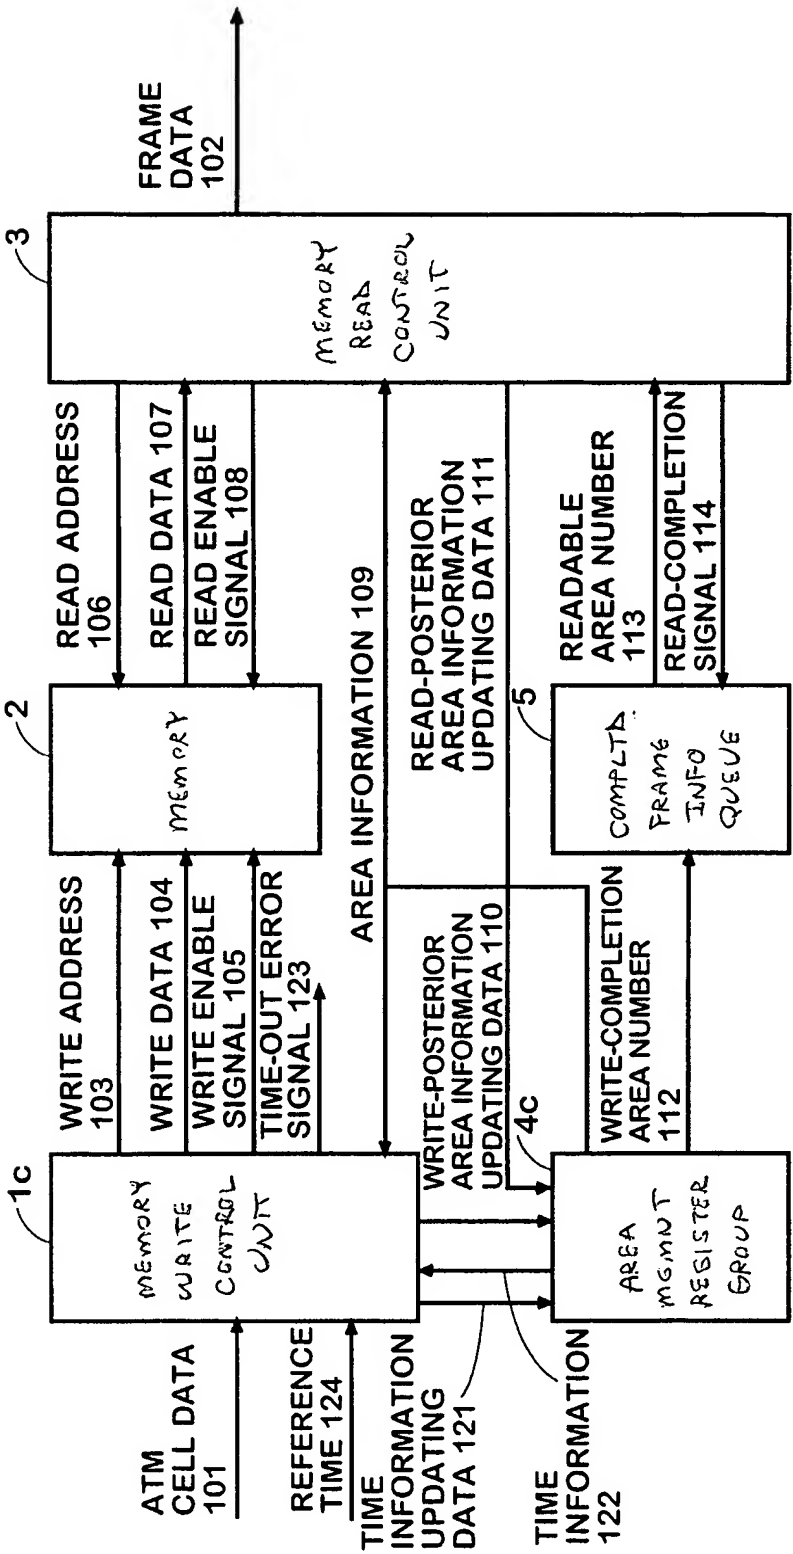 ATM
CELL DATA
101
REFERENCE
TIME 124
TIME
INFORMATION
UPDATING
DATA 121
TIME
INFORMATION
122
1c
MEMORY
WRITE
CONTROL
UNIT
WRITE ADDRESS
103
WRITE DATA 104
WRITE ENABLE
SIGNAL 105
TIME-OUT ERROR
SIGNAL 123
WRITE-POSTERIOR
AREA INFORMATION
UPDATING DATA 110
4c
AREA
MGMNT
REGISTER
GROUP
WRITE-COMPLETION
AREA NUMBER
112
2
MEMORY
AREA INFORMATION 109
5
COMPLTD.
FRAME
INFO
QUEUE
READ ADDRESS
106
READ DATA 107
READ ENABLE
SIGNAL 108
READ-POSTERIOR
AREA INFORMATION
UPDATING DATA 111
READABLE
AREA NUMBER
113
READ-COMPLETION
SIGNAL 114
3
MEMORY
READ
CONTROL
UNIT
FRAME
DATA
102